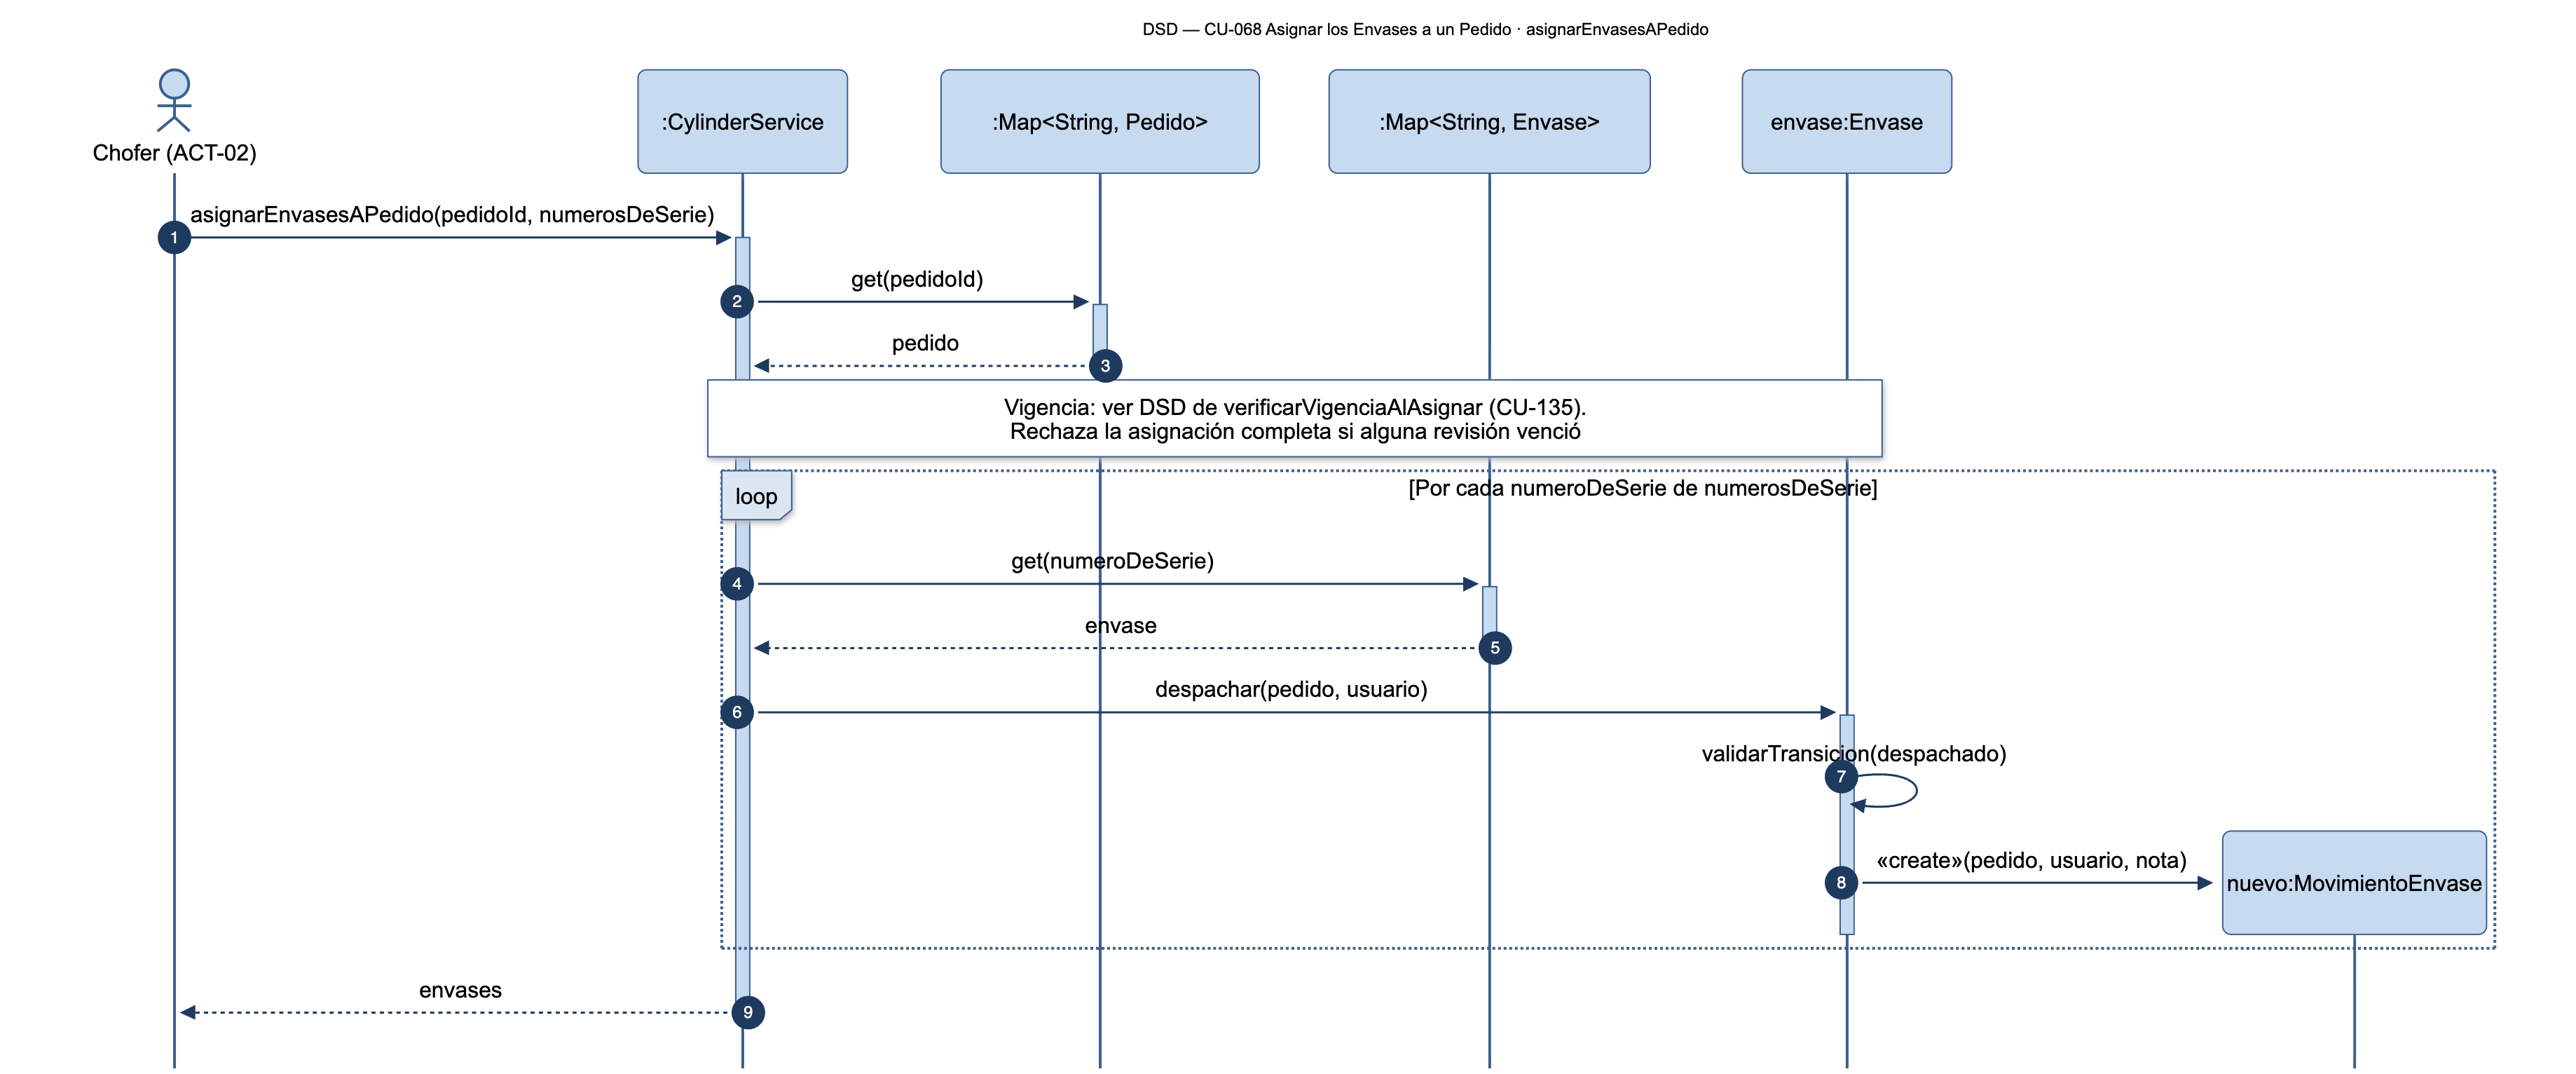 DSD — CU-068 Asignar los Envases a un Pedido · asignarEnvasesAPedido
Chofer (ACT-02)
:CylinderService
:Map<String, Pedido>
:Map<String, Envase>
envase:Envase
asignarEnvasesAPedido(pedidoId, numerosDeSerie)
1
get(pedidoId)
2
pedido
3
Vigencia: ver DSD de verificarVigenciaAlAsignar (CU-135).
Rechaza la asignación completa si alguna revisión venció
loop
[Por cada numeroDeSerie de numerosDeSerie]
get(numeroDeSerie)
4
envase
5
despachar(pedido, usuario)
6
validarTransicion(despachado)
7
«create»(pedido, usuario, nota)
8
nuevo:MovimientoEnvase
envases
9